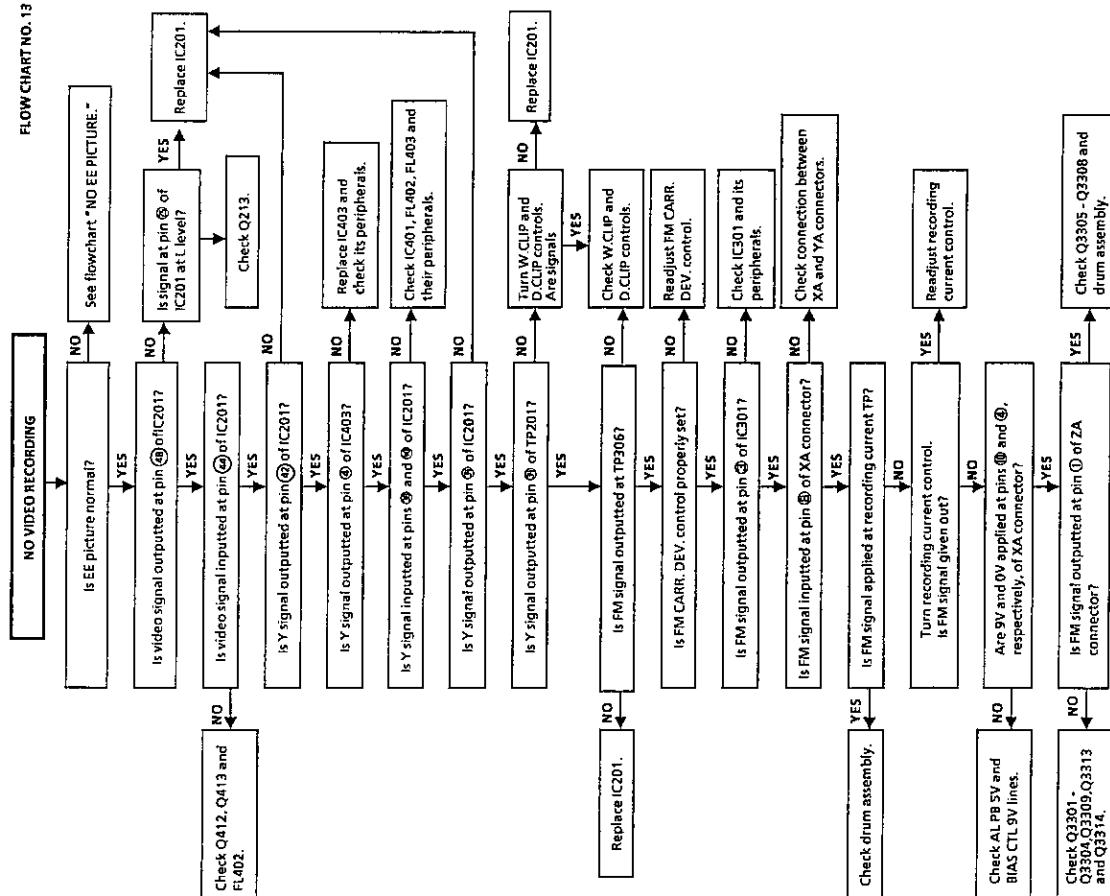 FLOW CHART NO. 13
NO VIDEO RECORDING
Is EE picture normal?
NO
See flowchart "NO EE PICTURE."
YES
Is video signal outputted at pin 48 of IC201?
NO
Is signal at pin of
IC201 at L level?
YES
Replace IC201.
Check Q213.
YES
Is video signal inputted at pin 44 of IC201?
NO
Check Q412, Q413 and
FL402.
YES
Is Y signal outputted at pin 42 of IC201?
NO
YES
Is Y signal outputted at pin 4 of IC403?
NO
Replace IC403 and
check its peripherals.
YES
Is Y signal inputted at pins and of IC201?
NO
Check IC401, FL402, FL403 and
their peripherals.
YES
Is Y signal outputted at pin of IC201?
NO
YES
Is Y signal outputted at pin of TP201?
NO
Turn W.CLIP and
D.CLIP controls.
Are signals
NO
Replace IC201.
YES
Check W.CLIP and
D.CLIP controls.
YES
Is FM signal outputted at TP306?
NO
NO
Replace IC201.
YES
Is FM CARR. DEV. control properly set?
NO
Readjust FM CARR.
DEV. control.
YES
Is FM signal outputted at pin of IC301?
NO
Check IC301 and its
peripherals.
YES
Is FM signal inputted at pin of XA connector?
NO
Check connection between
XA and YA connectors.
YES
Is FM signal applied at recording current TP?
YES
Check drum assembly.
NO
Turn recording current control.
Is FM signal given out?
YES
Readjust recording
current control.
NO
Are 9V and 0V applied at pins and 4,
respectively, of XA connector?
NO
Check AL PB 5V and
BIAS CTL 9V lines.
YES
Is FM signal outputted at pin 1 of ZA
connector?
YES
Check Q3305 - Q3308 and
drum assembly.
NO
Check Q3301 -
Q3304,Q3309,Q3313
and Q3314.